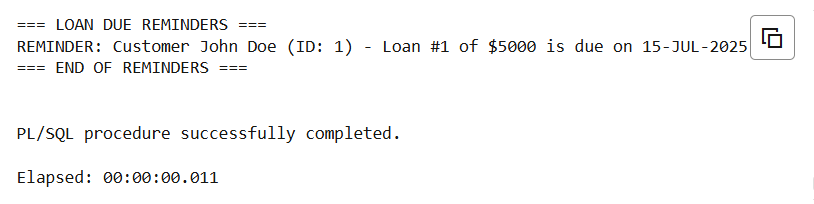 === LOAN DUE REMINDERS ===
REMINDER: Customer John Doe (ID: 1) - Loan #1 of $5000 is due on 15-JUL-2025
=== END OF REMINDERS ===
PL/SQL procedure successfully completed.
Elapsed: 00:00:00.011